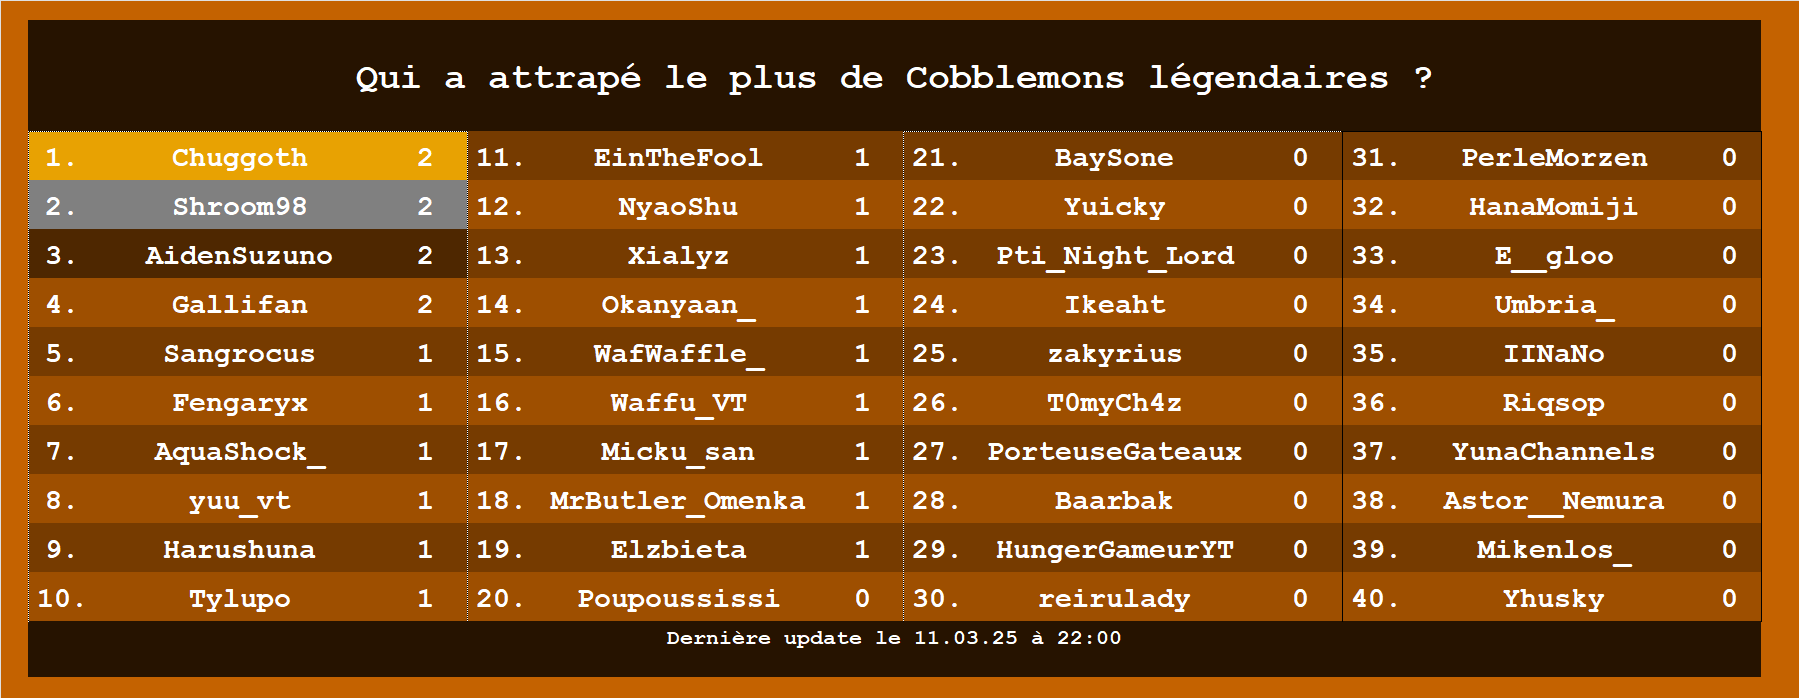 Qui a attrapé le plus de Cobblemons légendaires ?
1. Chuggoth 2
2. Shroom98 2
3. AidenSuzuno 2
4. Gallifan 2
5. Sangrocus 1
6. Fengaryx 1
7. AquaShock_ 1
8. yuu_vt 1
9. Harushuna 1
10. Tylupo 1
11. EinTheFool 1
12. NyaoShu 1
13. Xialyz 1
14. Okanyaan_ 1
15. WafWaffle_ 1
16. Waffu_VT 1
17. Micku_san 1
18. MrButler_Omenka 1
19. Elzbieta 1
20. Poupoussissi 0
21. BaySone 0
22. Yuicky 0
23. Pti_Night_Lord 0
24. Ikeaht 0
25. zakyrius 0
26. T0myCh4z 0
27. PorteuseGateaux 0
28. Baarbak 0
29. HungerGameurYT 0
30. reirulady 0
31. PerleMorzen 0
32. HanaMomiji 0
33. E__gloo 0
34. Umbria_ 0
35. IINaNo 0
36. Riqsop 0
37. YunaChannels 0
38. Astor__Nemura 0
39. Mikenlos_ 0
40. Yhusky 0
Dernière update le 11.03.25 à 22:00